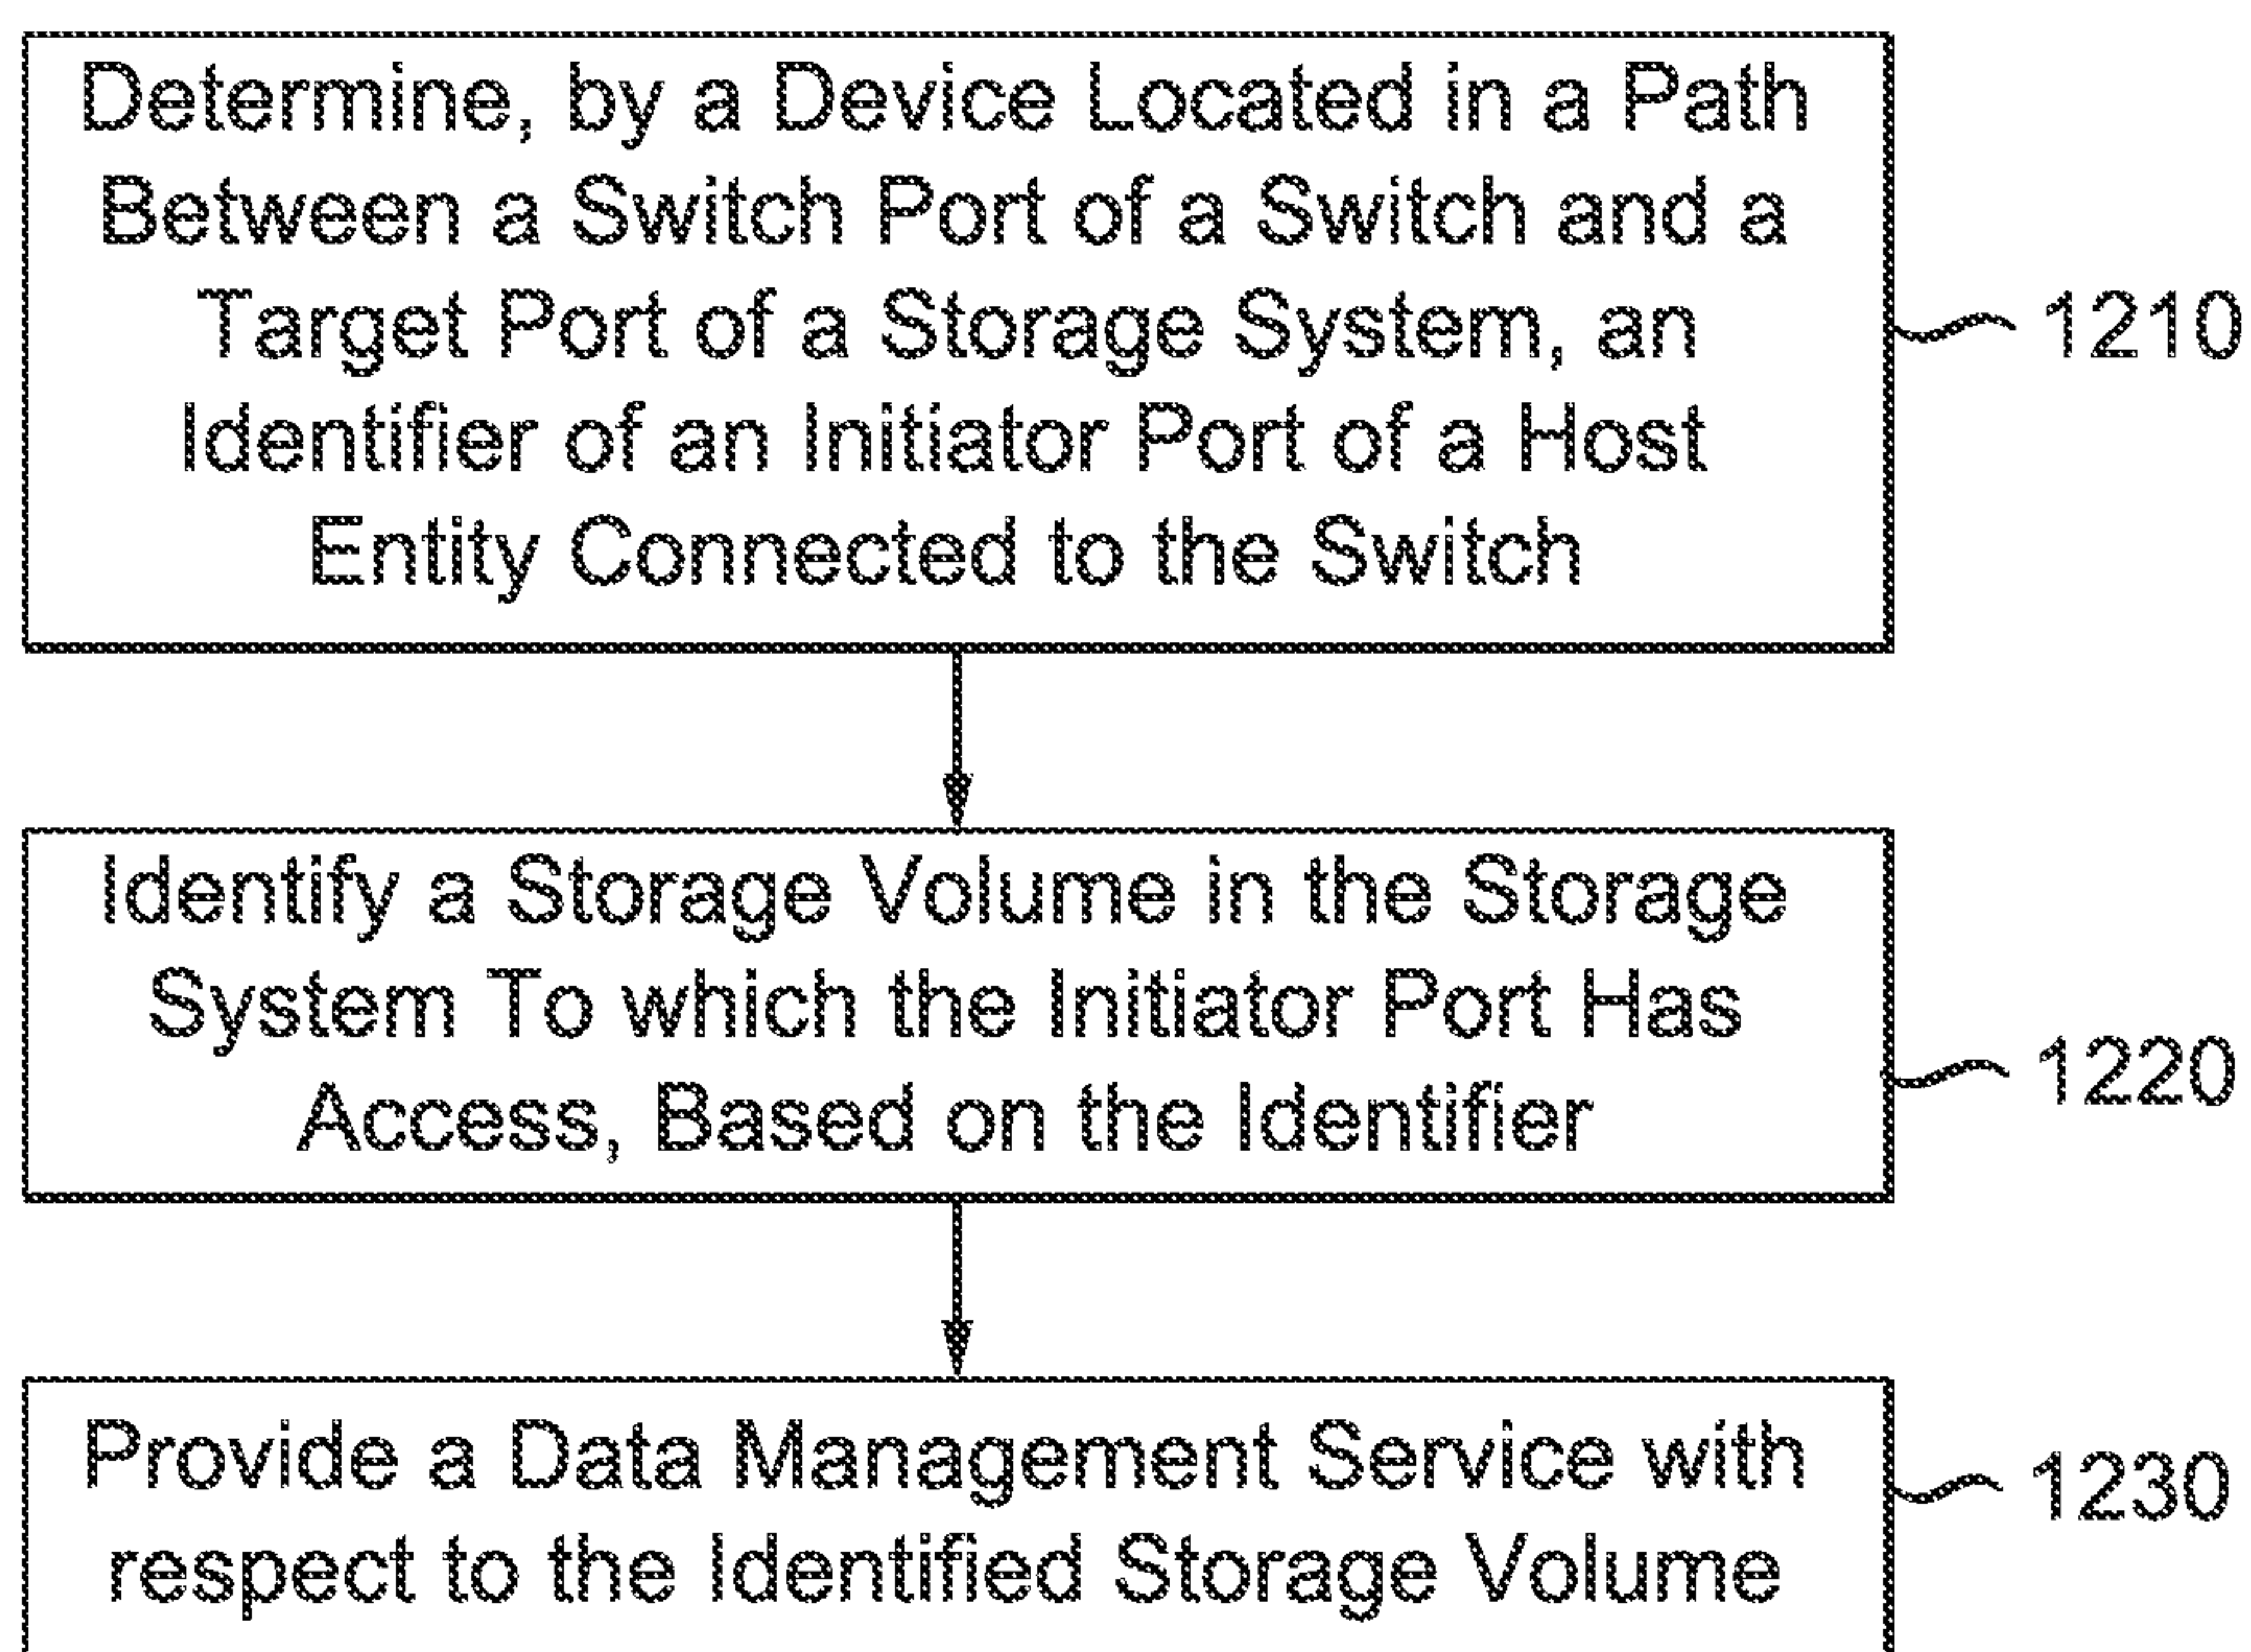 Determine, by a Device Located in a Path
Between a Switch Port of a Switch and a
Target Port of a Storage System, an
Identifier of an Initiator Port of a Host
Entity Connected to the Switch
1210
Identify a Storage Volume in the Storage
System To which the Initiator Port Has
Access, Based on the Identifier
1220
Provide a Data Management Service with
respect to the Identified Storage Volume
1230